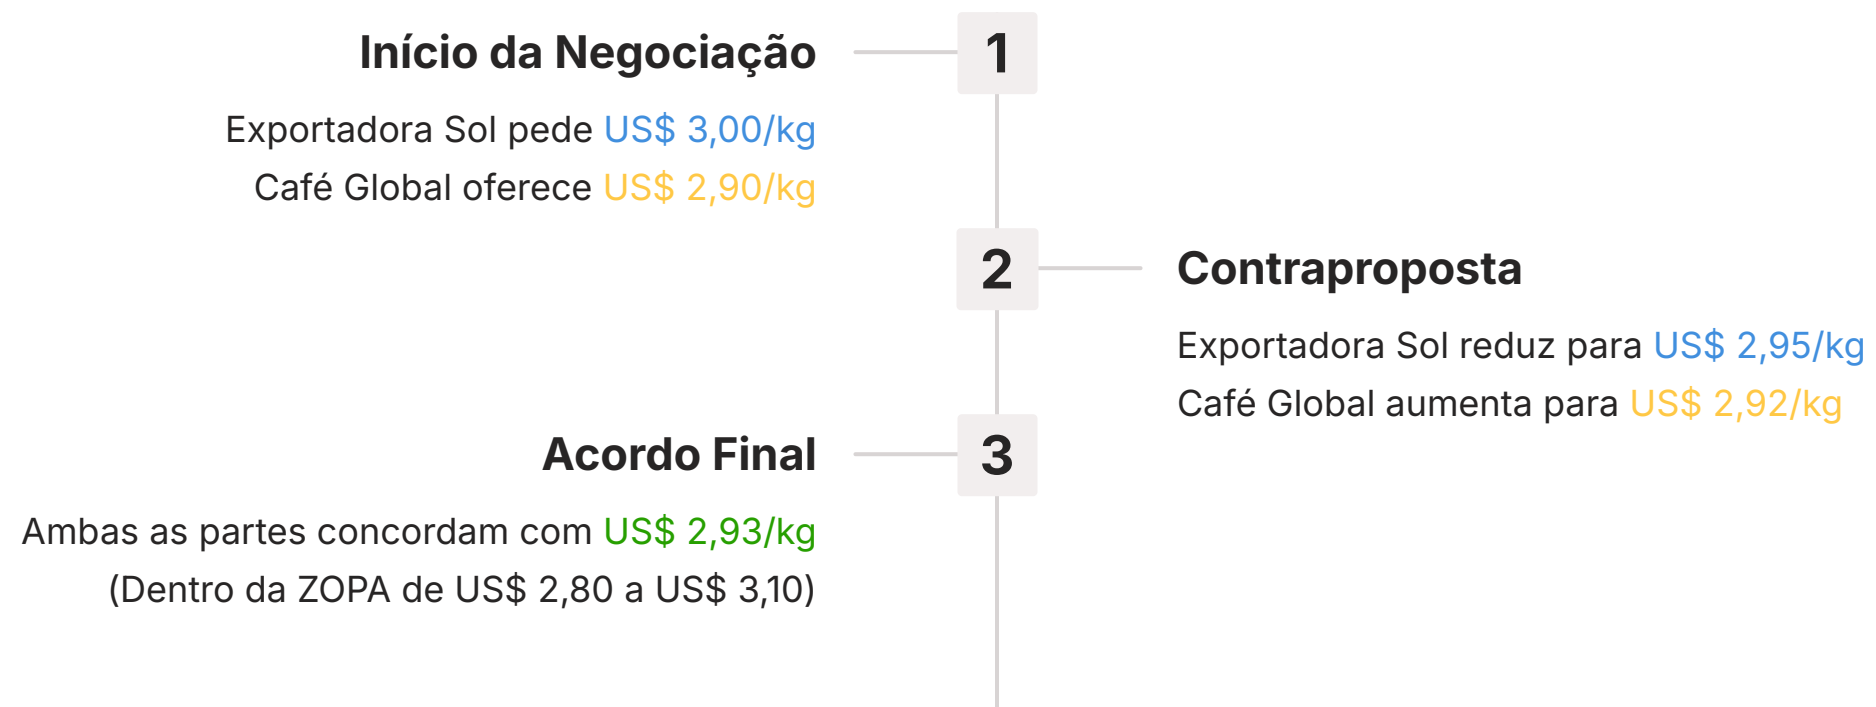 Início da Negociação
1
Exportadora Sol pede US$ 3,00/kg
Café Global oferece US$ 2,90/kg
2
Contraproposta
Exportadora Sol reduz para US$ 2,95/kg
Café Global aumenta para US$ 2,92/kg
Acordo Final
3
Ambas as partes concordam com US$ 2,93/kg
(Dentro da ZOPA de US$ 2,80 a US$ 3,10)